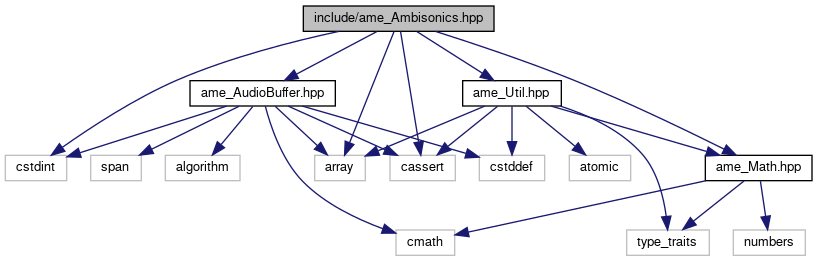 include/ame_Ambisonics.hpp
ame_AudioBuffer.hpp
ame_Util.hpp
cstdint
span
algorithm
array
cassert
cstddef
atomic
ame_Math.hpp
cmath
type_traits
numbers